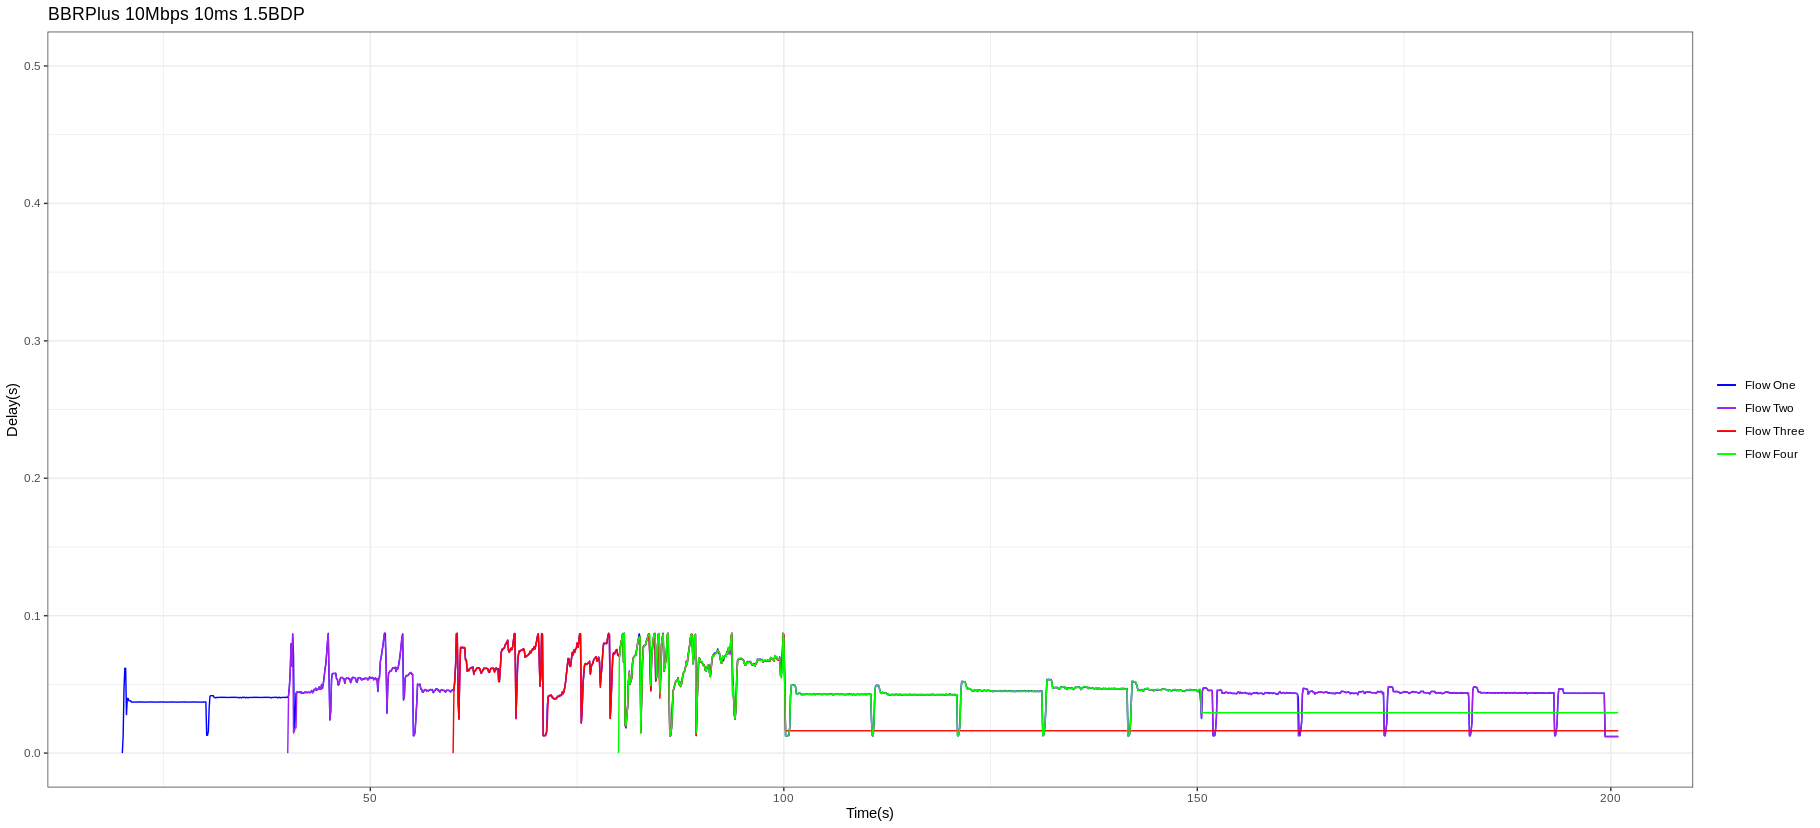 BBRPlus 10Mbps 10ms 1.5BDP
Delay(s)
0.5
0.4
0.3
0.2
0.1
0.0
50
100
150
200
Time(s)
Flow One
Flow Two
Flow Three
Flow Four